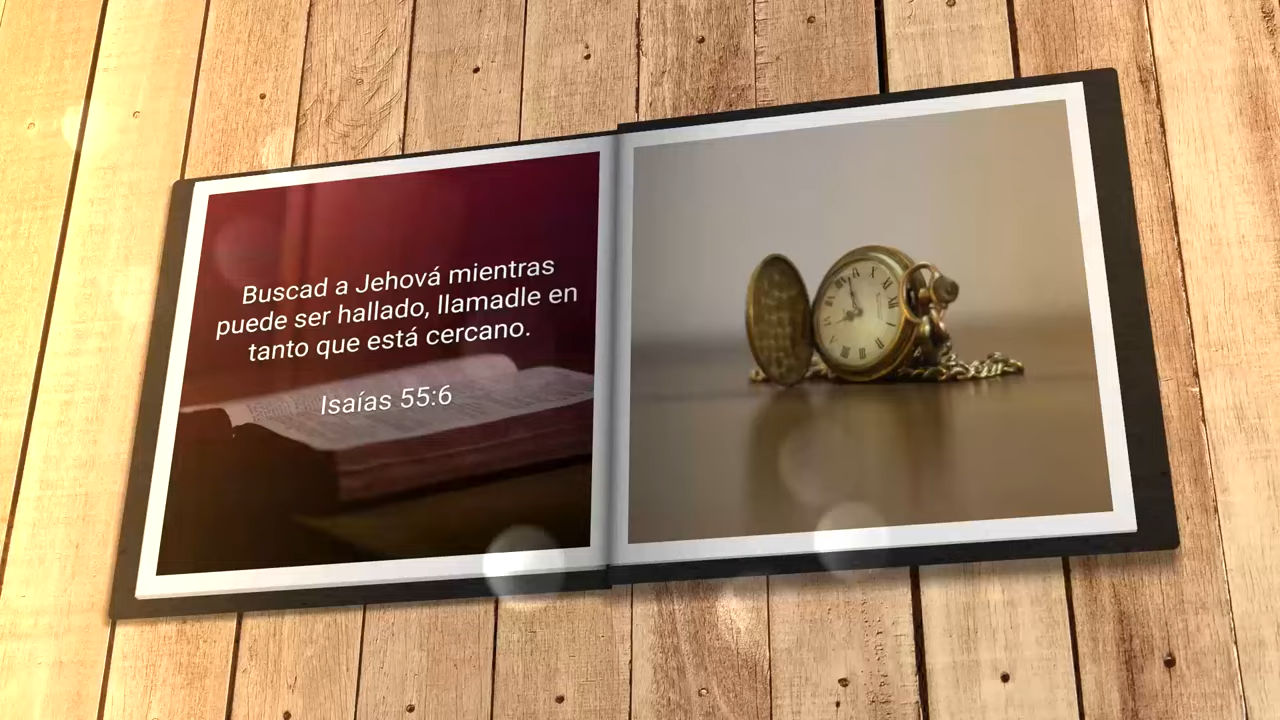 Buscad a Jehová mientras
puede ser hallado, llamadle en
tanto que está cercano.
Isaías 55:6